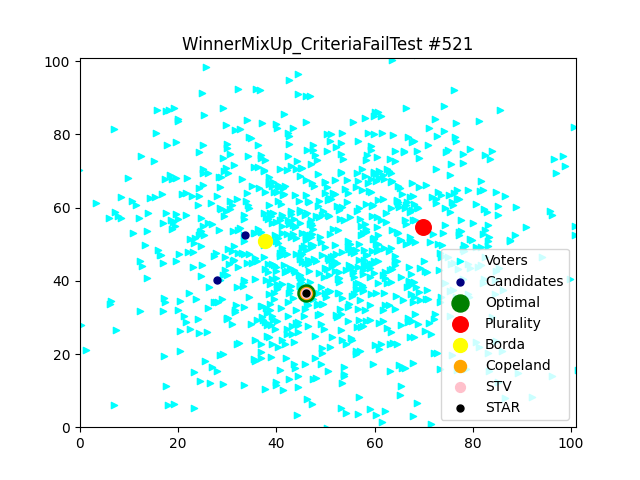 WinnerMixUp_CriteriaFailTest #521
100
80
60
40
20
0
0 20 40 60 80 100
Voters
Candidates
Optimal
Plurality
Borda
Copeland
STV
STAR